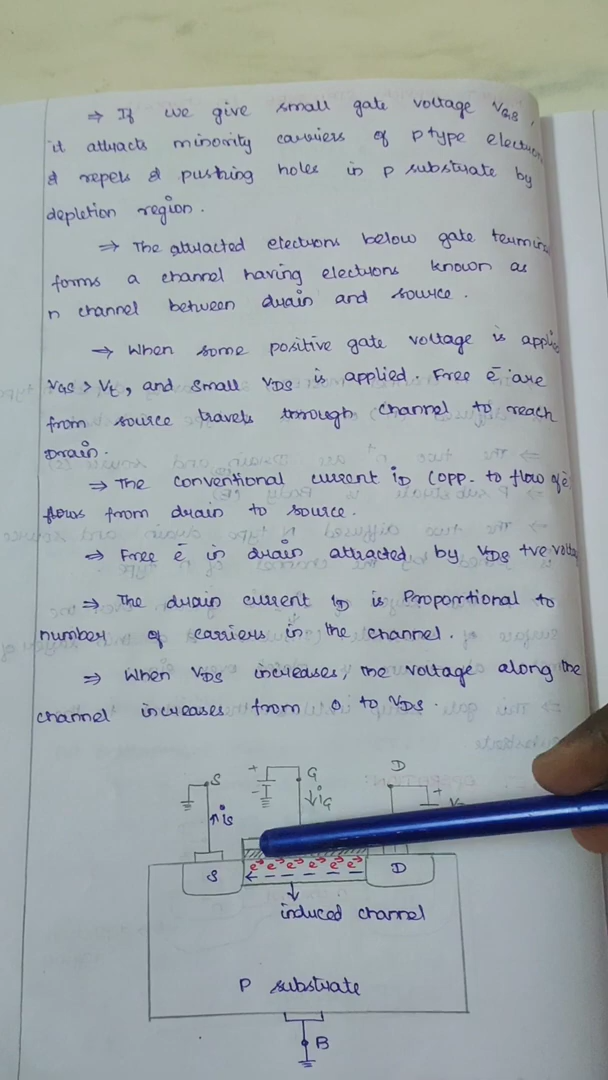 ⇒ If we give small gate voltage VGS,
it attracts minority carriers of p type electron
& repels & pushing holes in p substrate by
depletion region.
⇒ The attracted electrons below gate termina
forms a channel having electrons known as
n channel between drain and source.
⇒ When some positive gate voltage is applie
VGS > Vt, and small VDS is applied. Free ē are
from source travels through channel to reach
Drain.
⇒ The conventional current iD (opp. to flow of ē
flows from drain to source.
⇒ Free ē in drain attracted by VDS +ve volta
⇒ The drain current ID is Proportional to
number of carriers in the channel.
⇒ When VDS increases, the voltage along the
channel increases from 0 to VDS.
S
+
-
G
D
+
↑ is
↓ iG
S
e e e e e e
D
induced channel
P substrate
B